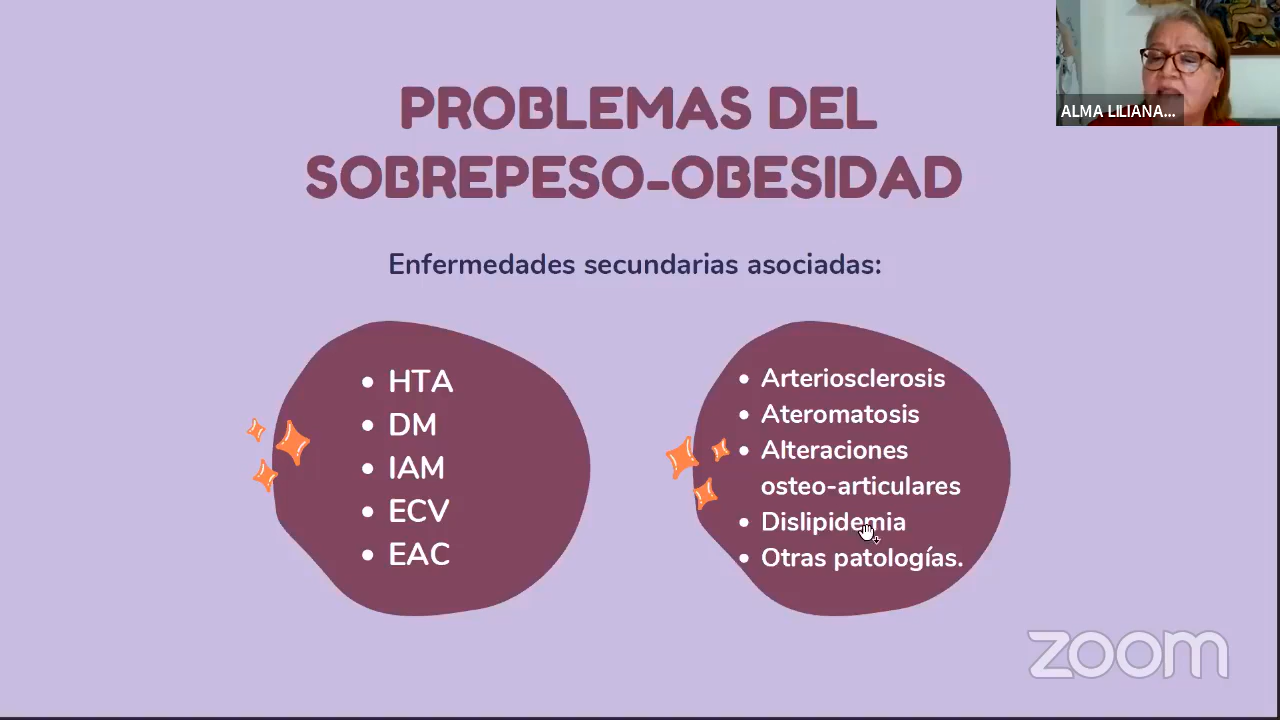 PROBLEMAS DEL
SOBREPESO-OBESIDAD
ALMA LILIANA...
Enfermedades secundarias asociadas:
• HTA
• DM
• IAM
• ECV
• EAC
• Arteriosclerosis
• Ateromatosis
• Alteraciones
osteo-articulares
• Dislipidemia
• Otras patologías.
zoom